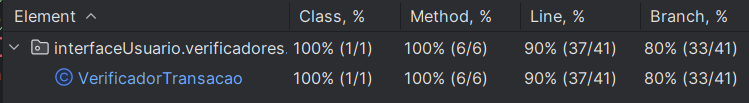 Element Class, % Method, % Line, % Branch, %
interfaceUsuario.verificadores. 100% (1/1) 100% (6/6) 90% (37/41) 80% (33/41)
VerificadorTransacao 100% (1/1) 100% (6/6) 90% (37/41) 80% (33/41)